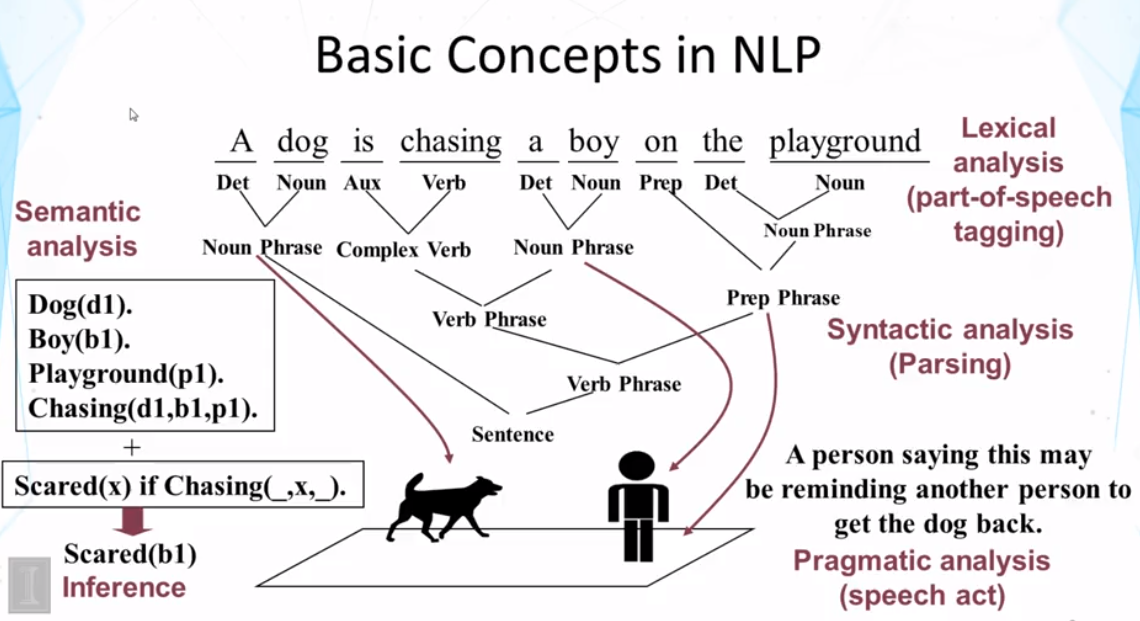 Basic Concepts in NLP
A dog is chasing a boy on the playground
Det Noun Aux Verb Det Noun Prep Det Noun
Lexical
analysis
(part-of-speech
tagging)
Semantic
analysis
Noun Phrase Complex Verb Noun Phrase
Noun Phrase
Prep Phrase
Verb Phrase
Syntactic analysis
(Parsing)
Verb Phrase
Sentence
Dog(d1).
Boy(b1).
Playground(p1).
Chasing(d1,b1,p1).
+
Scared(x) if Chasing(_,x,_).
Scared(b1)
Inference
A person saying this may
be reminding another person to
get the dog back.
Pragmatic analysis
(speech act)
I